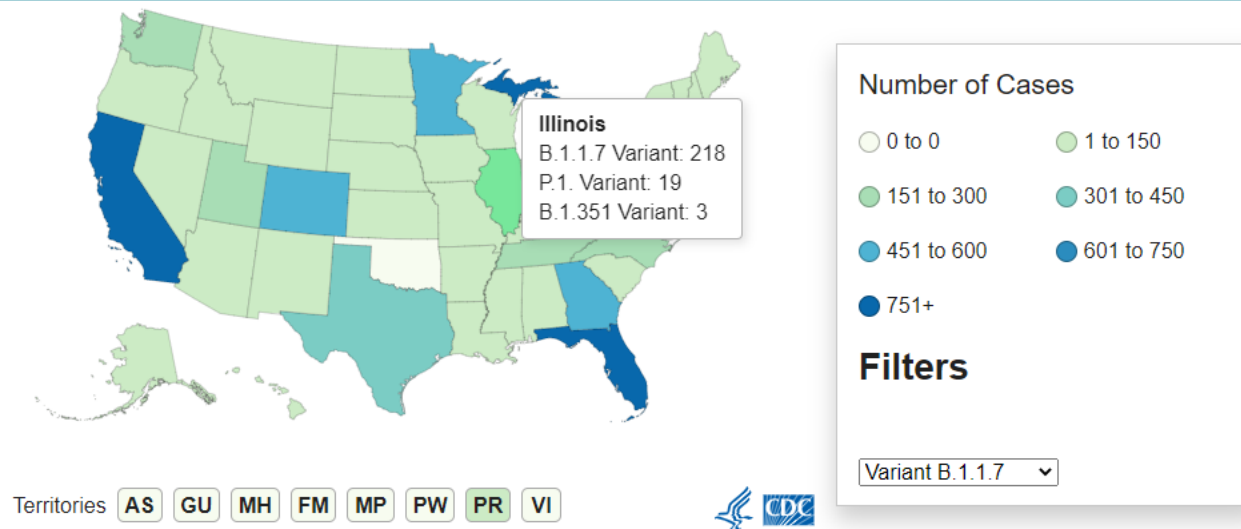 Illinois
B.1.1.7 Variant: 218
P.1. Variant: 19
B.1.351 Variant: 3
Number of Cases
0 to 0
1 to 150
151 to 300
301 to 450
451 to 600
601 to 750
751+
Filters
Variant B.1.1.7
Territories AS GU MH FM MP PW PR VI
CDC